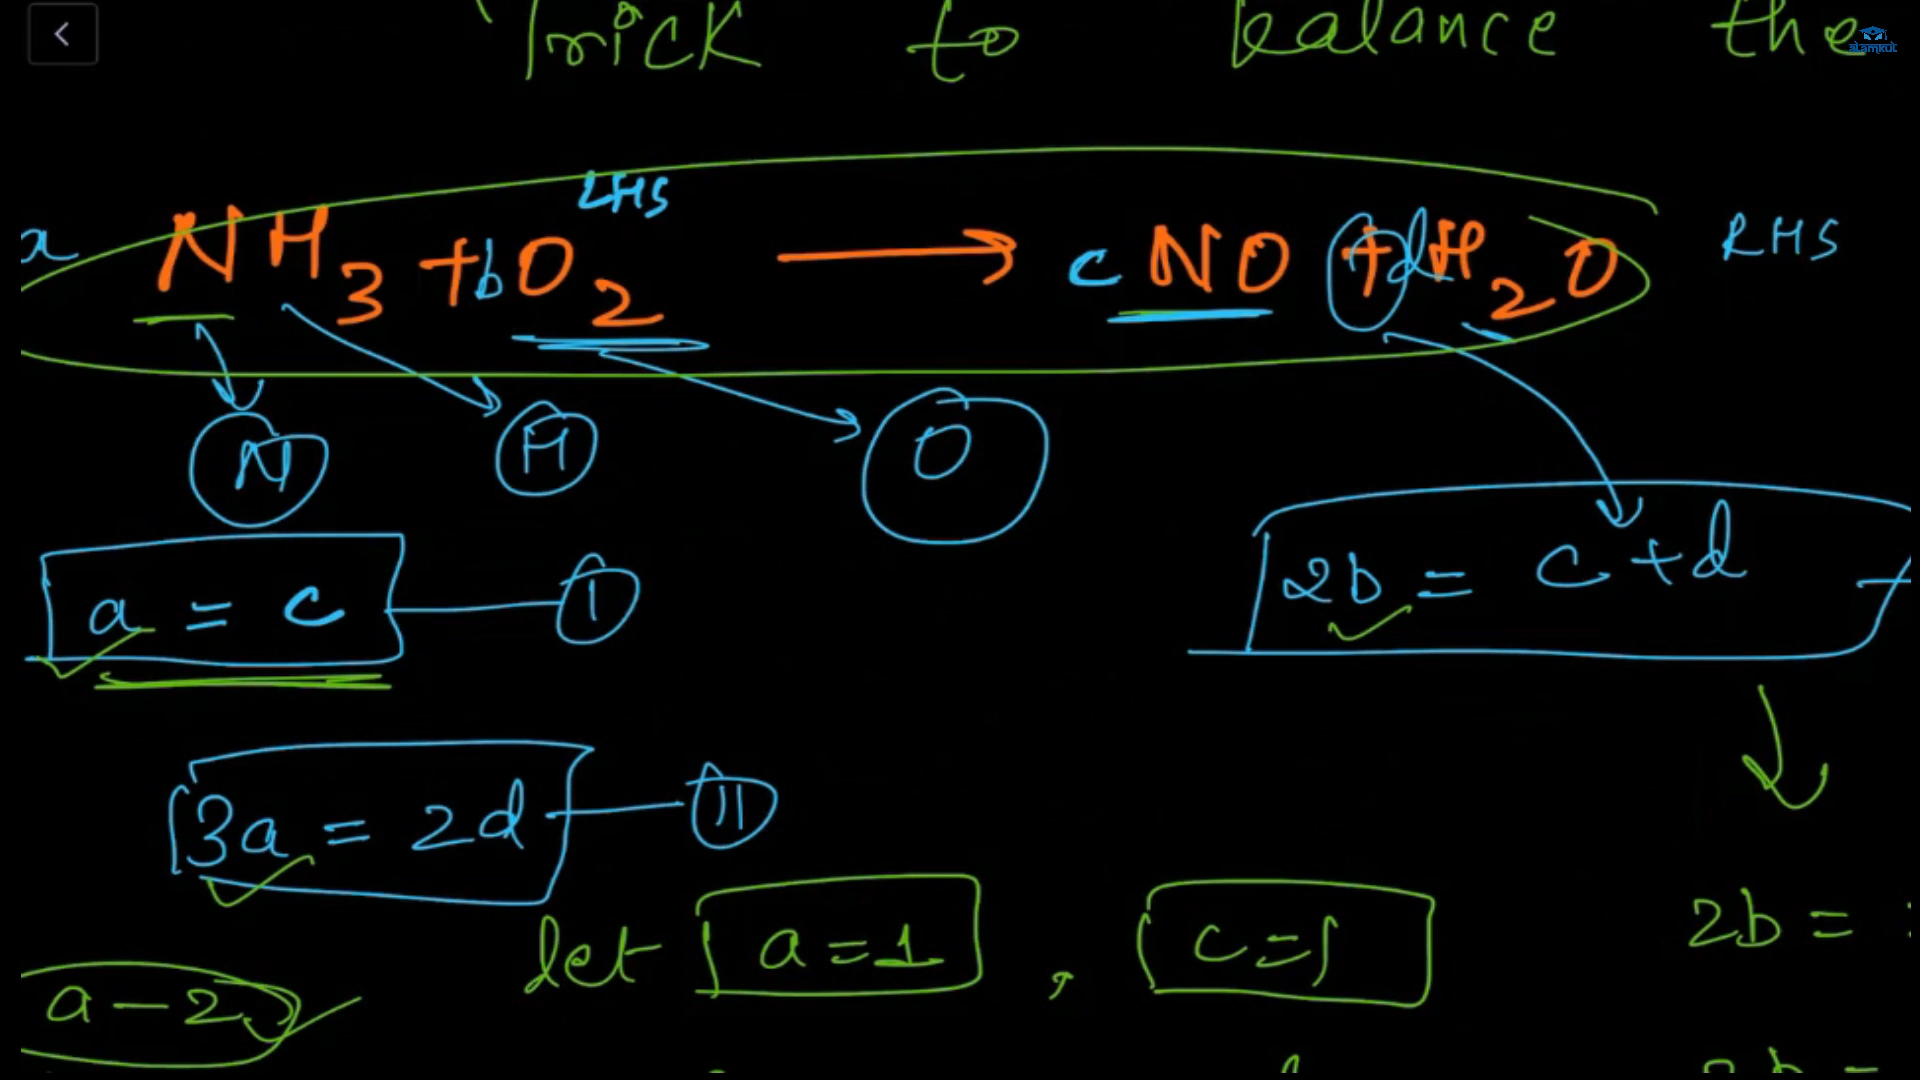 Trick to balance the
alamkut
LHS
a NH3 + bO2 → cNO + dH2O RHS
N H O
a = c — I
2b = c + d
3a = 2d — II
let a = 1 , c = 1
2b =
a — 2